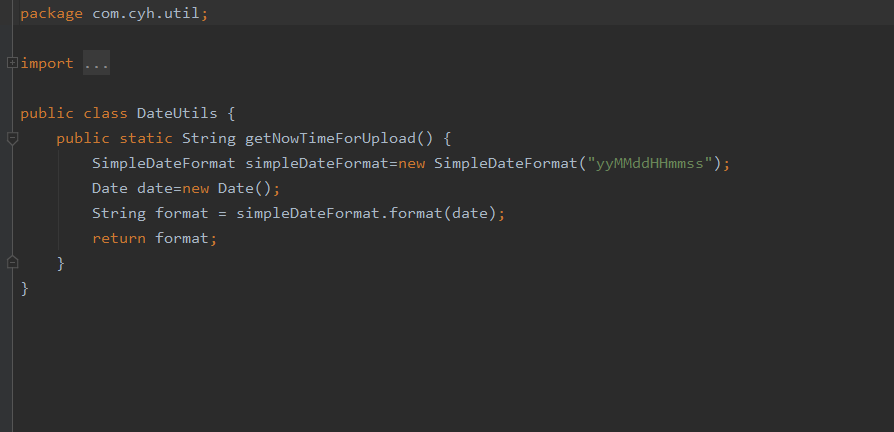 package com.cyh.util;
import ...
public class DateUtils {
public static String getNowTimeForUpload() {
SimpleDateFormat simpleDateFormat=new SimpleDateFormat("yyMMddHHmmss");
Date date=new Date();
String format = simpleDateFormat.format(date);
return format;
}
}